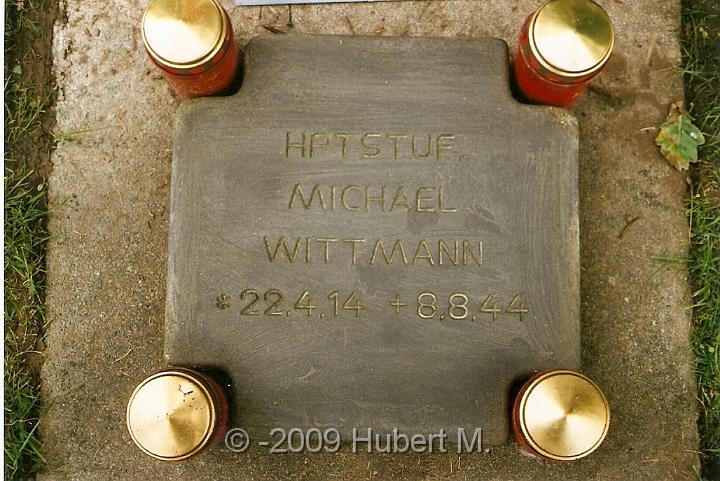 HPTSTUF.
MICHAEL
WITTMANN
* 22.4.14 + 8.8.44
© -2009 Hubert M.